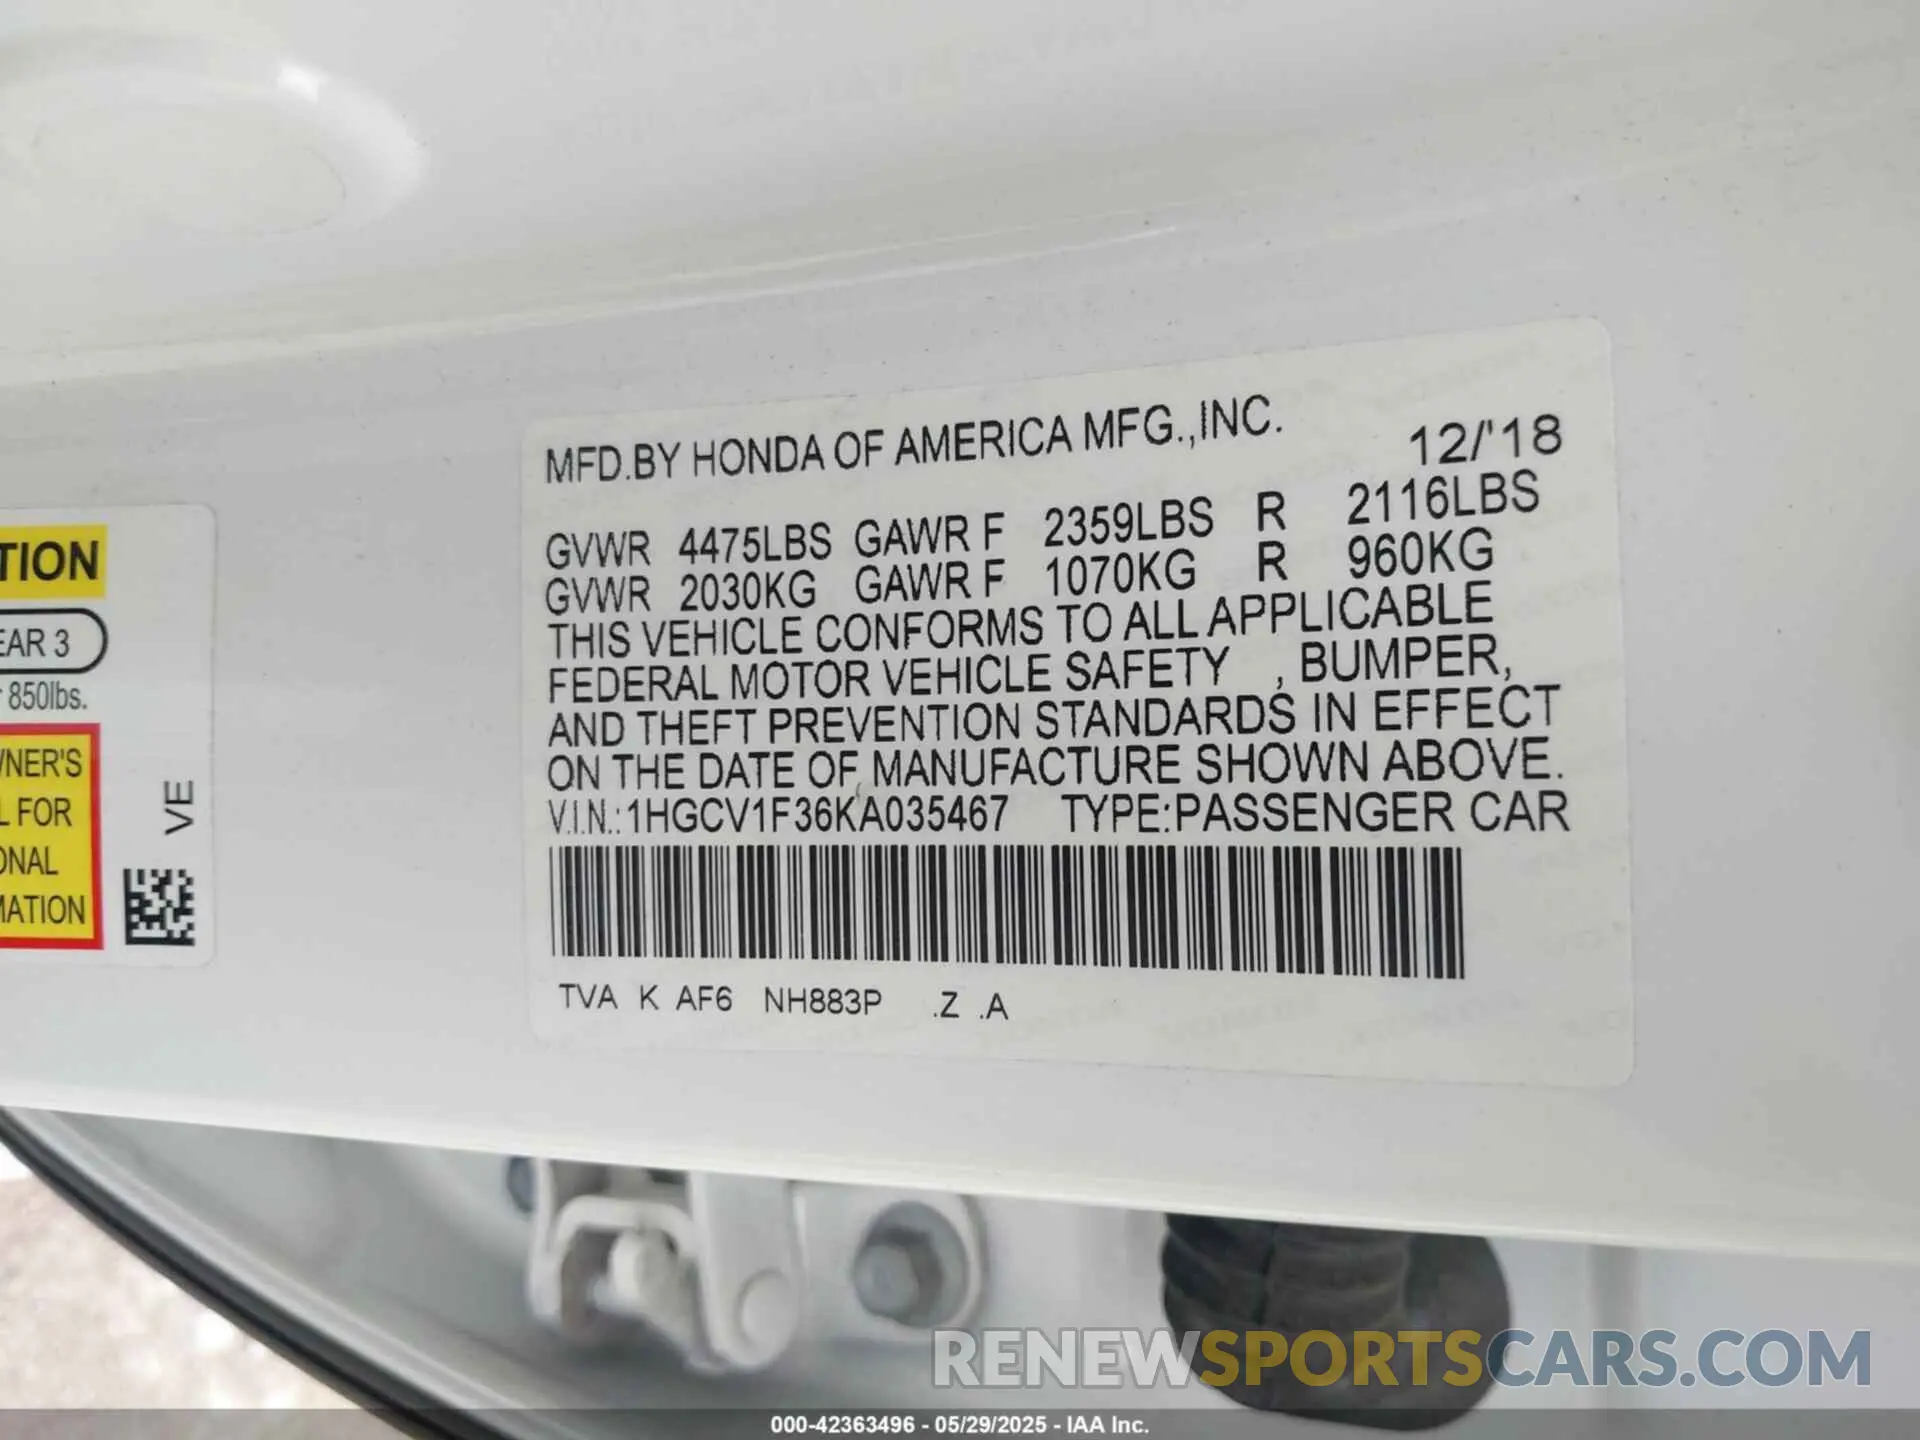 MFD.BY HONDA OF AMERICA MFG.,INC. 12/'18
GVWR 4475LBS GAWR F 2359LBS R 2116LBS
GVWR 2030KG GAWR F 1070KG R 960KG
THIS VEHICLE CONFORMS TO ALL APPLICABLE
FEDERAL MOTOR VEHICLE SAFETY , BUMPER,
AND THEFT PREVENTION STANDARDS IN EFFECT
ON THE DATE OF MANUFACTURE SHOWN ABOVE.
V.I.N.: 1HGCV1F36KA035467 TYPE:PASSENGER CAR
TVA K AF6 NH883P .Z .A
TION
EAR 3
850lbs.
WNER'S
L FOR
ONAL
MATION
VE
RENEWSPORTSCARS.COM
000-42363496 - 05/29/2025 - IAA Inc.